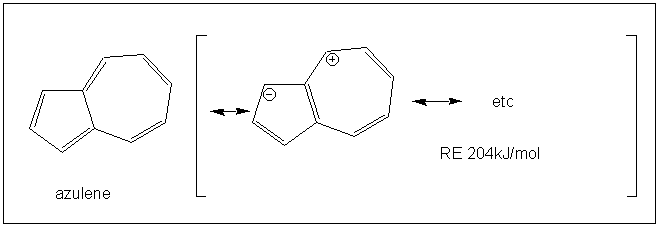 +
−
etc
RE 204kJ/mol
azulene